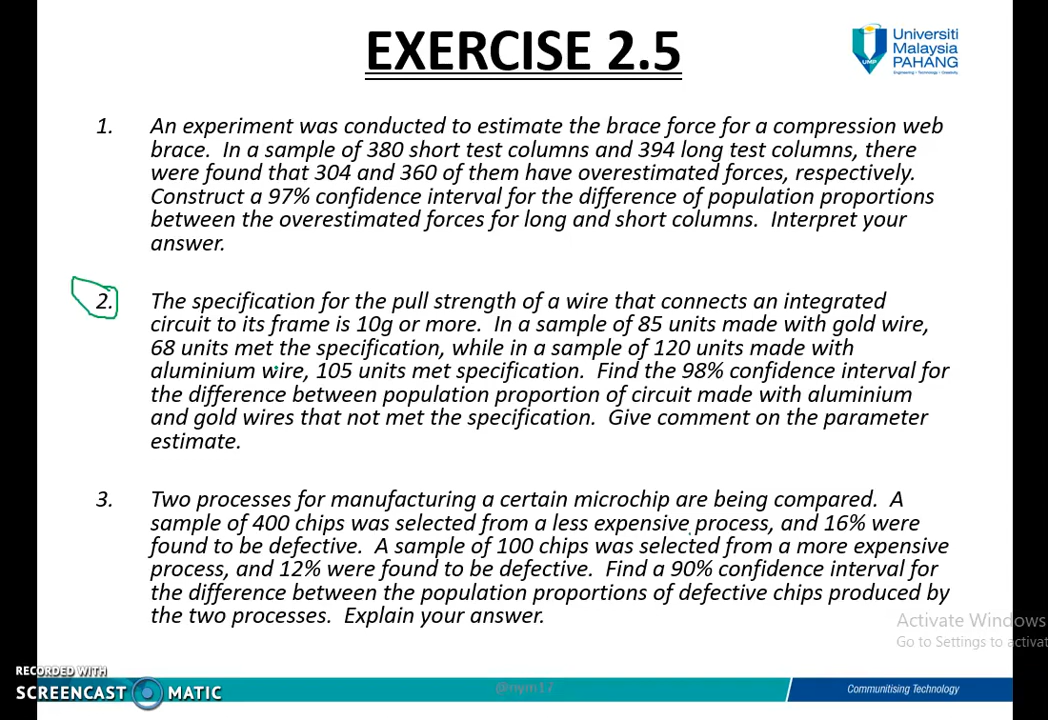 EXERCISE 2.5
Universiti
Malaysia
PAHANG
Engineering • Technology • Creativity
UMP
1. An experiment was conducted to estimate the brace force for a compression web
brace. In a sample of 380 short test columns and 394 long test columns, there
were found that 304 and 360 of them have overestimated forces, respectively.
Construct a 97% confidence interval for the difference of population proportions
between the overestimated forces for long and short columns. Interpret your
answer.
2. The specification for the pull strength of a wire that connects an integrated
circuit to its frame is 10g or more. In a sample of 85 units made with gold wire,
68 units met the specification, while in a sample of 120 units made with
aluminium wire, 105 units met specification. Find the 98% confidence interval for
the difference between population proportion of circuit made with aluminium
and gold wires that not met the specification. Give comment on the parameter
estimate.
3. Two processes for manufacturing a certain microchip are being compared. A
sample of 400 chips was selected from a less expensive process, and 16% were
found to be defective. A sample of 100 chips was selected from a more expensive
process, and 12% were found to be defective. Find a 90% confidence interval for
the difference between the population proportions of defective chips produced by
the two processes. Explain your answer.
Activate Windows
Go to Settings to activat
RECORDED WITH
SCREENCAST MATIC
Communitising Technology